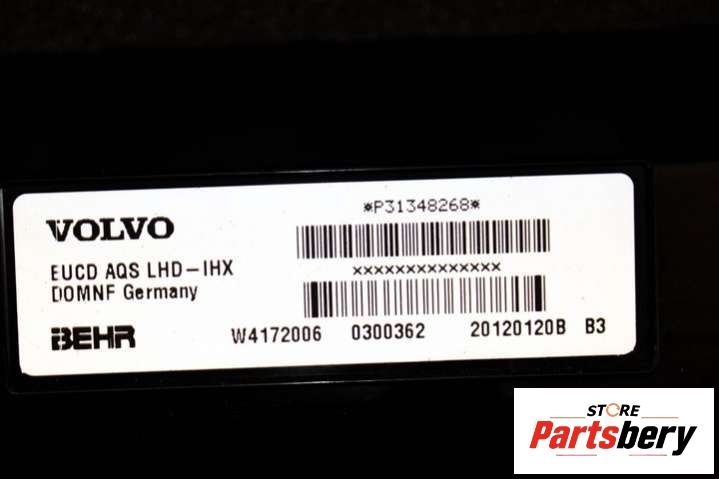 VOLVO
*P31348268*
EUCD AQS LHD-IHX
xxxxxxxxxxxxxx
DOMNF Germany
BEHR W4172006 0300362 20120120B B3
STORE
Partsbery